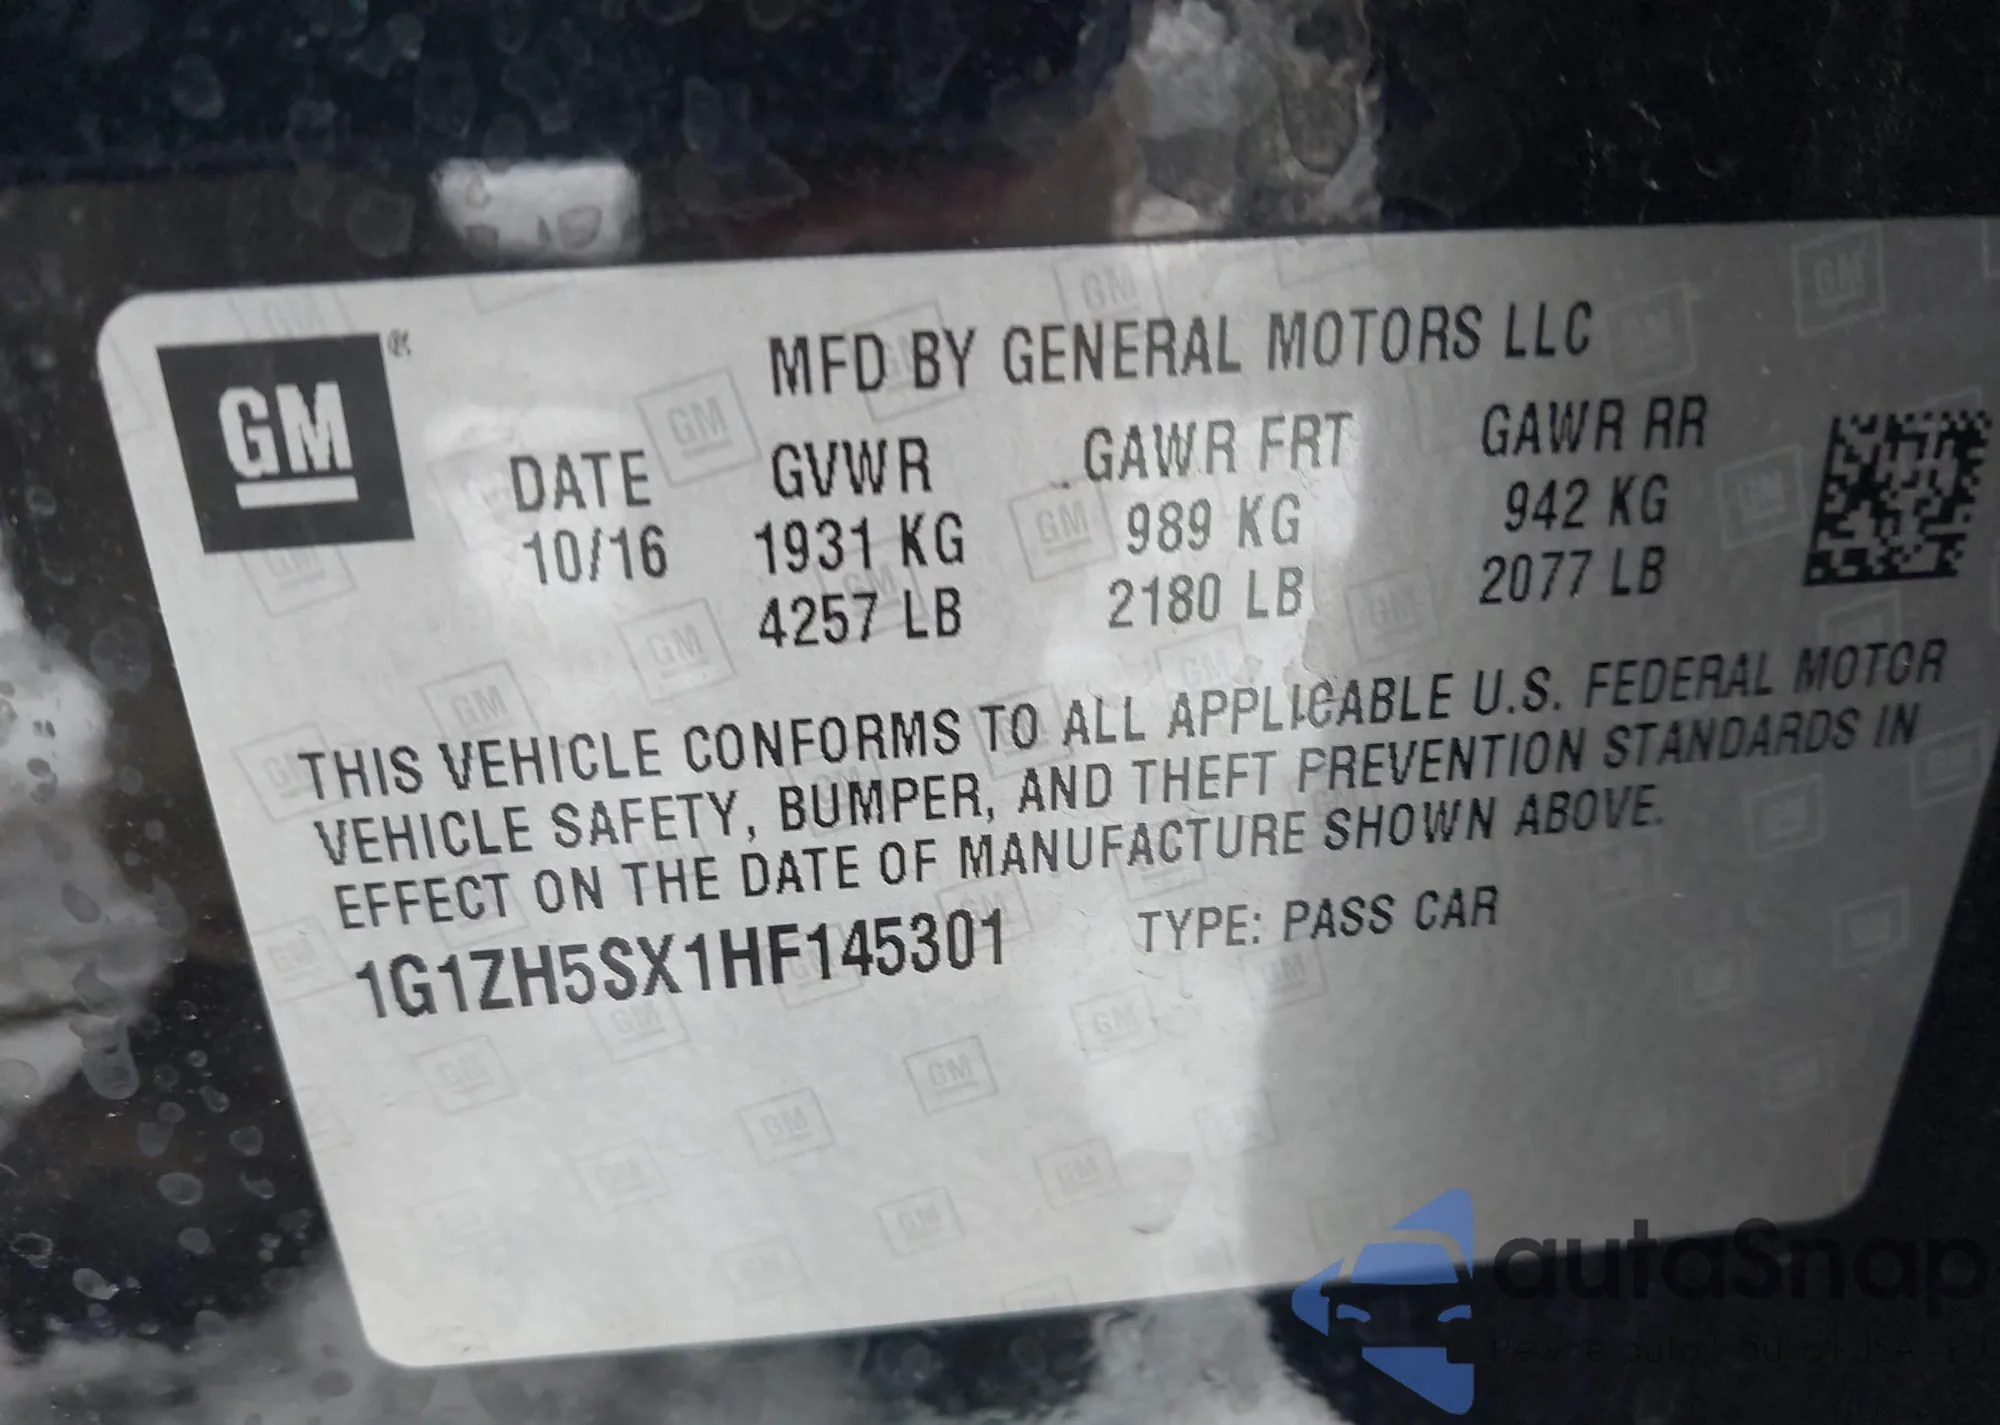 GM
MFD BY GENERAL MOTORS LLC
DATE GVWR GAWR FRT GAWR RR
10/16 1931 KG 989 KG 942 KG
4257 LB 2180 LB 2077 LB
THIS VEHICLE CONFORMS TO ALL APPLICABLE U.S. FEDERAL MOTOR
VEHICLE SAFETY, BUMPER, AND THEFT PREVENTION STANDARDS IN
EFFECT ON THE DATE OF MANUFACTURE SHOWN ABOVE.
1G1ZH5SX1HF145301 TYPE: PASS CAR
autaSnap